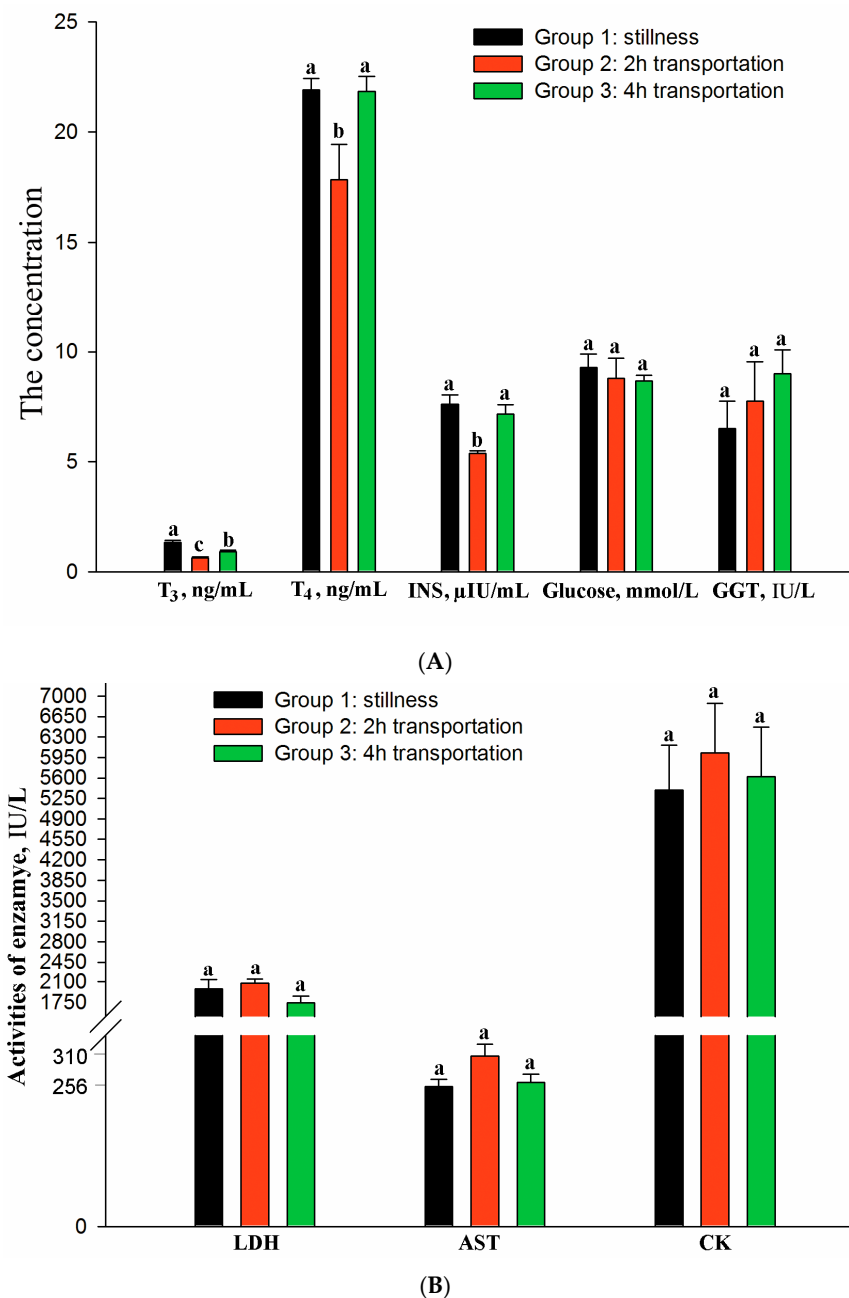 25
20
15
10
5
0
The concentration
Group 1: stillness
Group 2: 2h transportation
Group 3: 4h transportation
a
c
b
a
b
a
a
b
a
a
a
a
a
a
a
T₃, ng/mL
T₄, ng/mL
INS, µIU/mL
Glucose, mmol/L
GGT, IU/L
(A)
7000
6650
6300
5950
5600
5250
4900
4550
4200
3850
3500
3150
2800
2450
2100
1750
310
256
0
Activities of enzamye, IU/L
Group 1: stillness
Group 2: 2h transportation
Group 3: 4h transportation
a
a
a
a
a
a
a
a
a
LDH
AST
CK
(B)